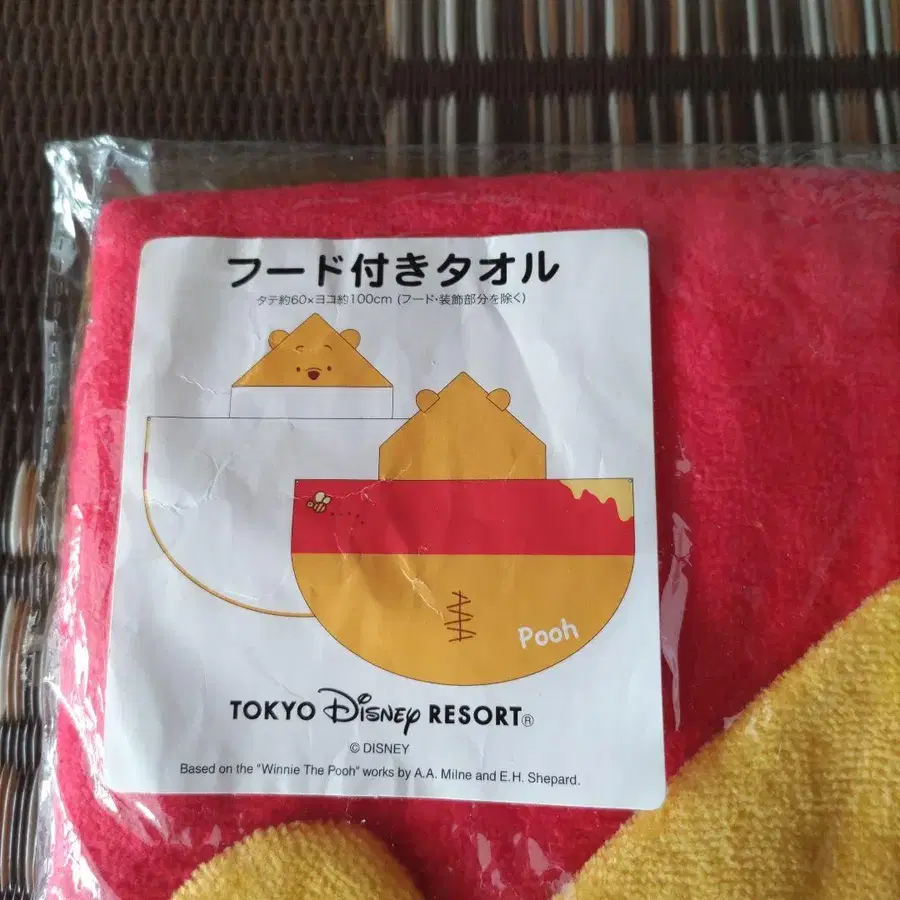 フード付きタオル
タテ約60×ヨコ約100cm (フード・装飾部分を除く)
Pooh
TOKYO Disney RESORT®
© DISNEY
Based on the "Winnie The Pooh" works by A.A. Milne and E.H. Shepard.